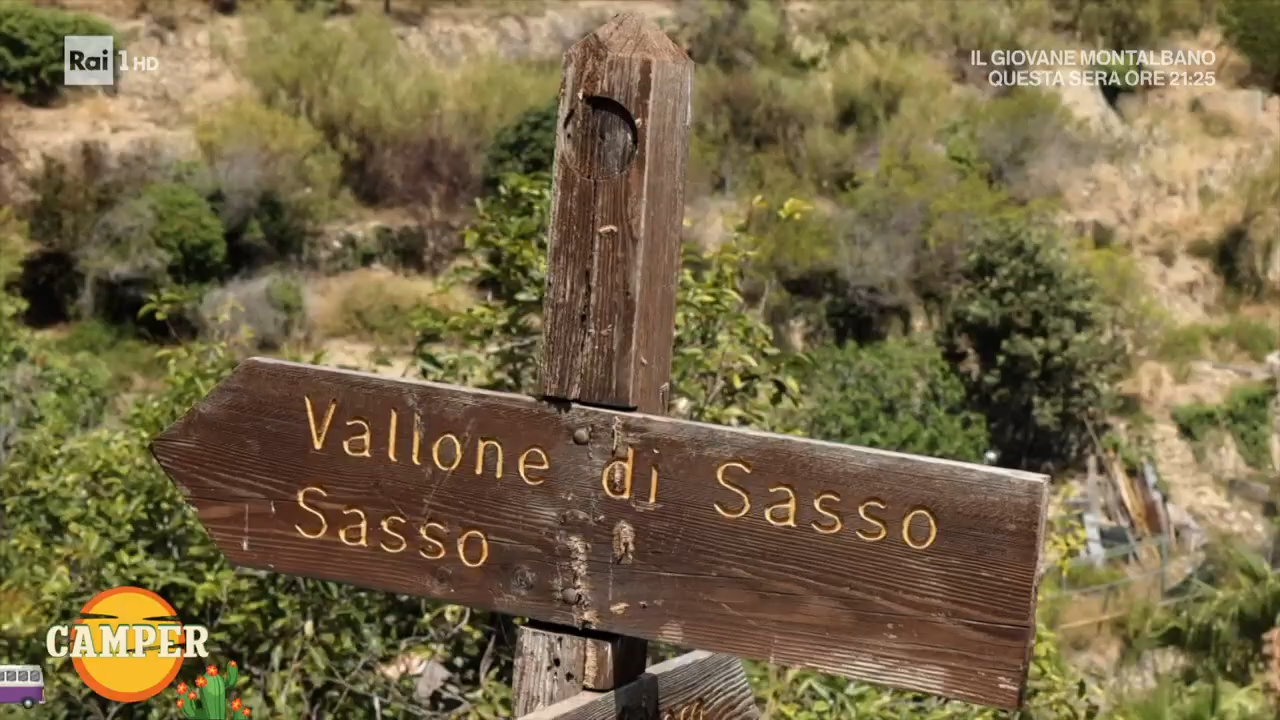 Rai 1 HD
IL GIOVANE MONTALBANO
QUESTA SERA ORE 21:25
Vallone di Sasso
Sasso
CAMPER